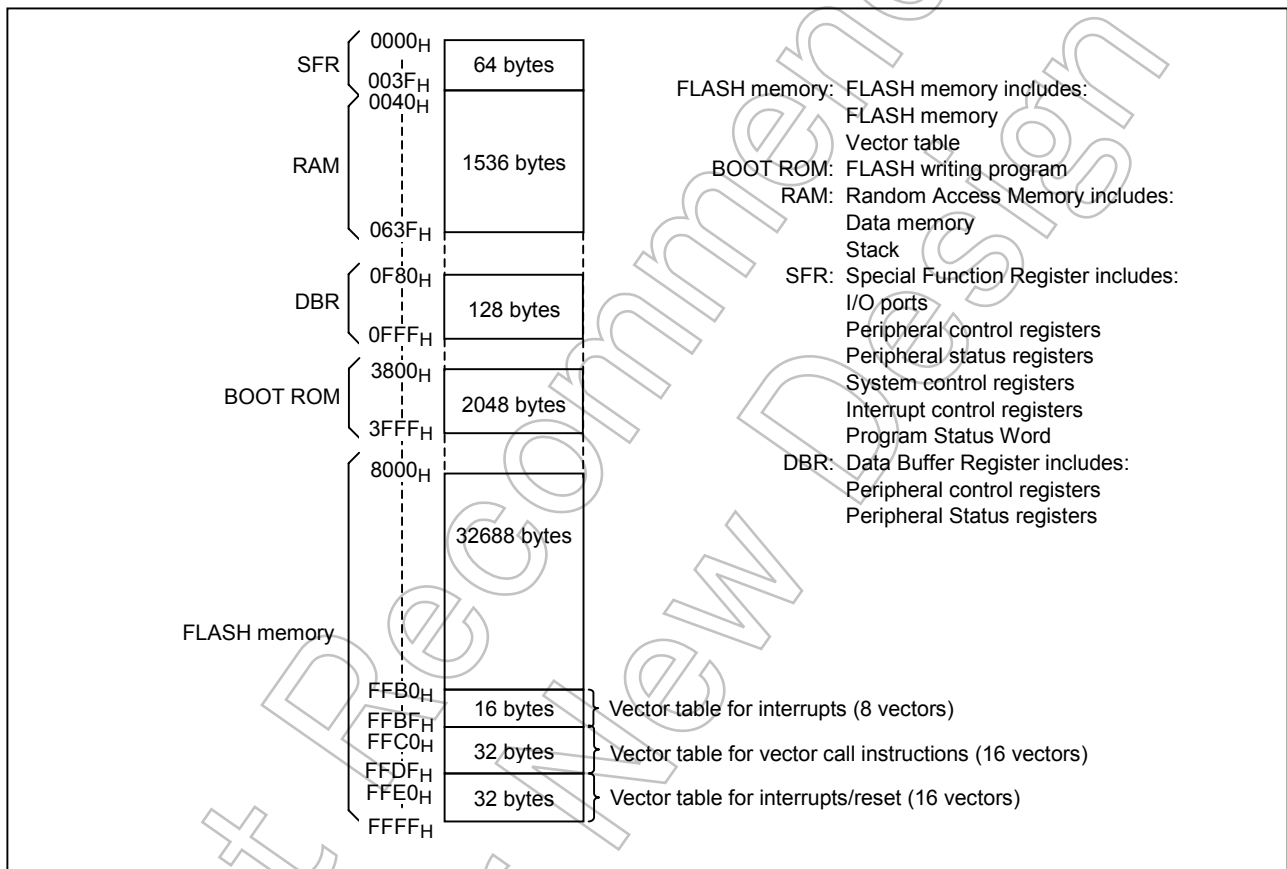 0000H
SFR
64 bytes
003FH
0040H
RAM
1536 bytes
063FH
0F80H
DBR
128 bytes
0FFFH
3800H
BOOT ROM
2048 bytes
3FFFH
8000H
32688 bytes
FLASH memory
FFB0H
16 bytes
Vector table for interrupts (8 vectors)
FFBFH
FFC0H
32 bytes
Vector table for vector call instructions (16 vectors)
FFDFH
FFE0H
32 bytes
Vector table for interrupts/reset (16 vectors)
FFFFH
FLASH memory: FLASH memory includes:
FLASH memory
Vector table
BOOT ROM: FLASH writing program
RAM: Random Access Memory includes:
Data memory
Stack
SFR: Special Function Register includes:
I/O ports
Peripheral control registers
Peripheral status registers
System control registers
Interrupt control registers
Program Status Word
DBR: Data Buffer Register includes:
Peripheral control registers
Peripheral Status registers
New Design